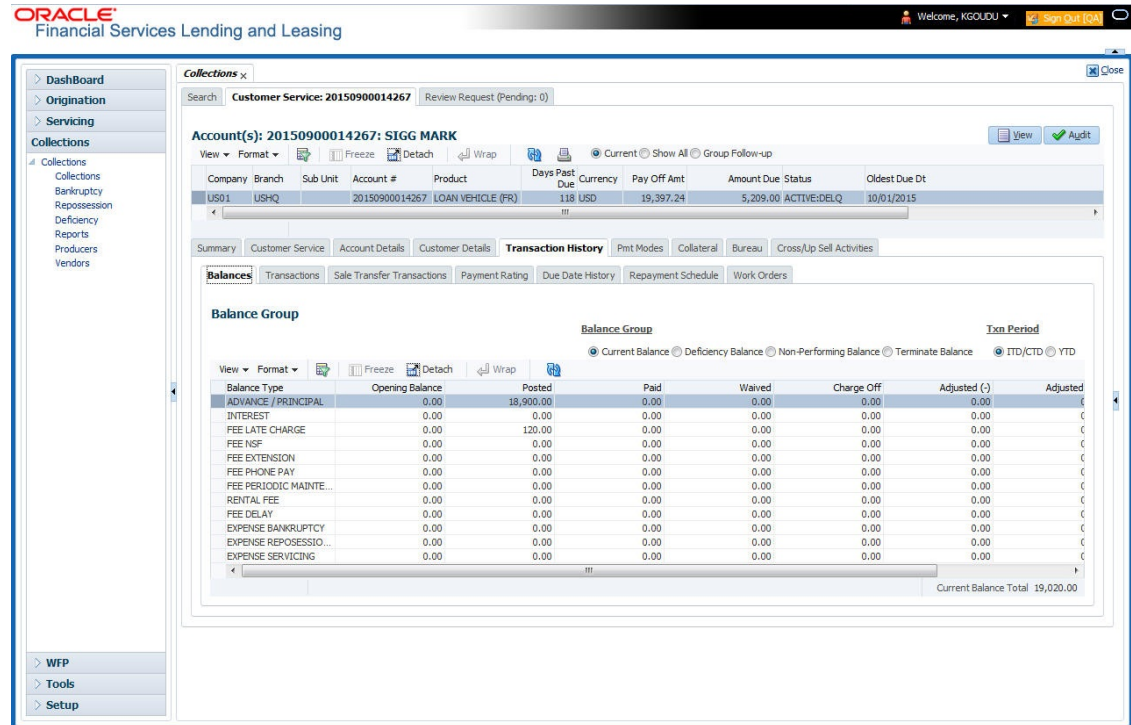 ORACLE
Financial Services Lending and Leasing
Welcome, KGOUDU
Sign Out [QA]
DashBoard
Origination
Servicing
Collections
Collections
Collections
Bankruptcy
Repossession
Deficiency
Reports
Producers
Vendors
WFP
Tools
Setup
Collections x
Close
Search Customer Service: 20150900014267 Review Request (Pending: 0)
Account(s): 20150900014267: SIGG MARK
View Audit
View Format Freeze Detach Wrap Current Show All Group Follow-up
Company Branch Sub Unit Account # Product Days Past Due Currency Pay Off Amt Amount Due Status Oldest Due Dt
US01 USHQ 20150900014267 LOAN VEHICLE (FR) 118 USD 19,397.24 5,209.00 ACTIVE:DELQ 10/01/2015
Summary Customer Service Account Details Customer Details Transaction History Pmt Modes Collateral Bureau Cross/Up Sell Activities
Balances Transactions Sale Transfer Transactions Payment Rating Due Date History Repayment Schedule Work Orders
Balance Group
Balance Group Txn Period
Current Balance Deficiency Balance Non-Performing Balance Terminate Balance ITD/CTD YTD
View Format Freeze Detach Wrap
Balance Type Opening Balance Posted Paid Waived Charge Off Adjusted (-) Adjusted
ADVANCE / PRINCIPAL 0.00 18,900.00 0.00 0.00 0.00 0.00
INTEREST 0.00 0.00 0.00 0.00 0.00 0.00
FEE LATE CHARGE 0.00 120.00 0.00 0.00 0.00 0.00
FEE NSF 0.00 0.00 0.00 0.00 0.00 0.00
FEE EXTENSION 0.00 0.00 0.00 0.00 0.00 0.00
FEE PHONE PAY 0.00 0.00 0.00 0.00 0.00 0.00
FEE PERIODIC MAINTE... 0.00 0.00 0.00 0.00 0.00 0.00
RENTAL FEE 0.00 0.00 0.00 0.00 0.00 0.00
FEE DELAY 0.00 0.00 0.00 0.00 0.00 0.00
EXPENSE BANKRUPTCY 0.00 0.00 0.00 0.00 0.00 0.00
EXPENSE REPOSESSIO... 0.00 0.00 0.00 0.00 0.00 0.00
EXPENSE SERVICING 0.00 0.00 0.00 0.00 0.00 0.00
Current Balance Total 19,020.00